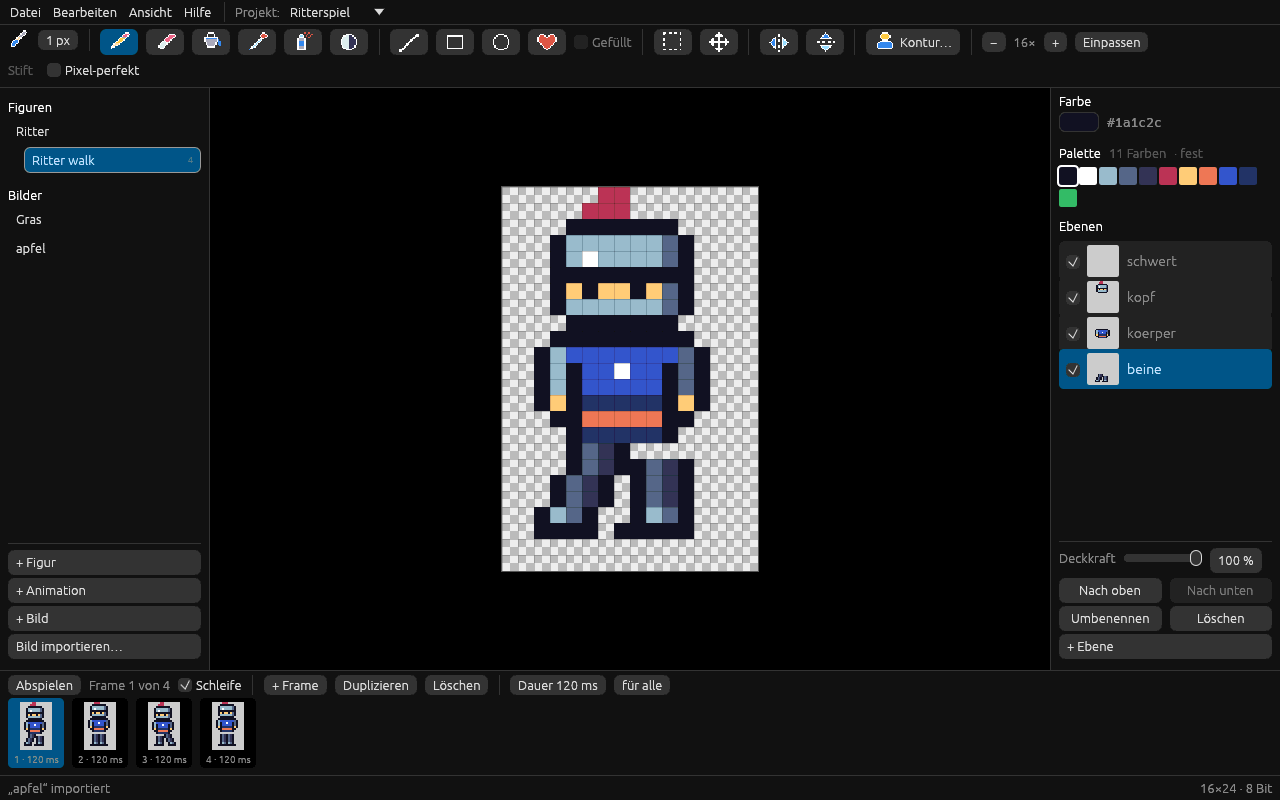 Datei Bearbeiten Ansicht Hilfe Projekt: Ritterspiel
1 px Gefüllt Kontur… − 16× + Einpassen
Stift Pixel-perfekt
Figuren
Ritter
Ritter walk 4
Bilder
Gras
apfel
+ Figur
+ Animation
+ Bild
Bild importieren…
Farbe
#1a1c2c
Palette 11 Farben · fest
Ebenen
schwert
kopf
koerper
beine
Deckkraft 100 %
Nach oben Nach unten
Umbenennen Löschen
+ Ebene
Abspielen Frame 1 von 4 Schleife + Frame Duplizieren Löschen Dauer 120 ms für alle
1 · 120 ms 2 · 120 ms 3 · 120 ms 4 · 120 ms
„apfel“ importiert 16×24 · 8 Bit